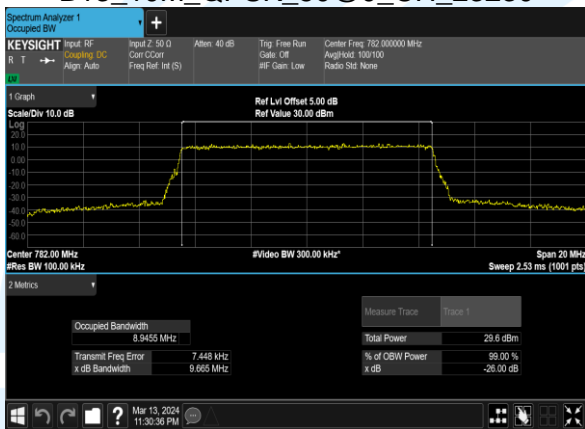 Spectrum Analyzer 1
Occupied BW
KEYSIGHT
R T
Input: RF
Coupling: DC
Align: Auto
Input Z: 50 Ω
Corr CCorr
Freq Ref: Int (S)
Atten: 40 dB
Trig: Free Run
Gate: Off
#IF Gain: Low
Center Freq: 782.000000 MHz
Avg|Hold: 100/100
Radio Std: None
1 Graph
Scale/Div 10.0 dB
Ref Lvl Offset 5.00 dB
Ref Value 30.00 dBm
Log
20.0
10.0
0.00
-10.0
-20.0
-30.0
-40.0
-50.0
-60.0
Center 782.00 MHz
#Res BW 100.00 kHz
#Video BW 300.00 kHz*
Span 20 MHz
Sweep 2.53 ms (1001 pts)
2 Metrics
Measure Trace Trace 1
Occupied Bandwidth
8.9455 MHz
Total Power 29.6 dBm
Transmit Freq Error 7.448 kHz
% of OBW Power 99.00 %
x dB Bandwidth 9.665 MHz
x dB -26.00 dB
Mar 13, 2024
11:30:36 PM